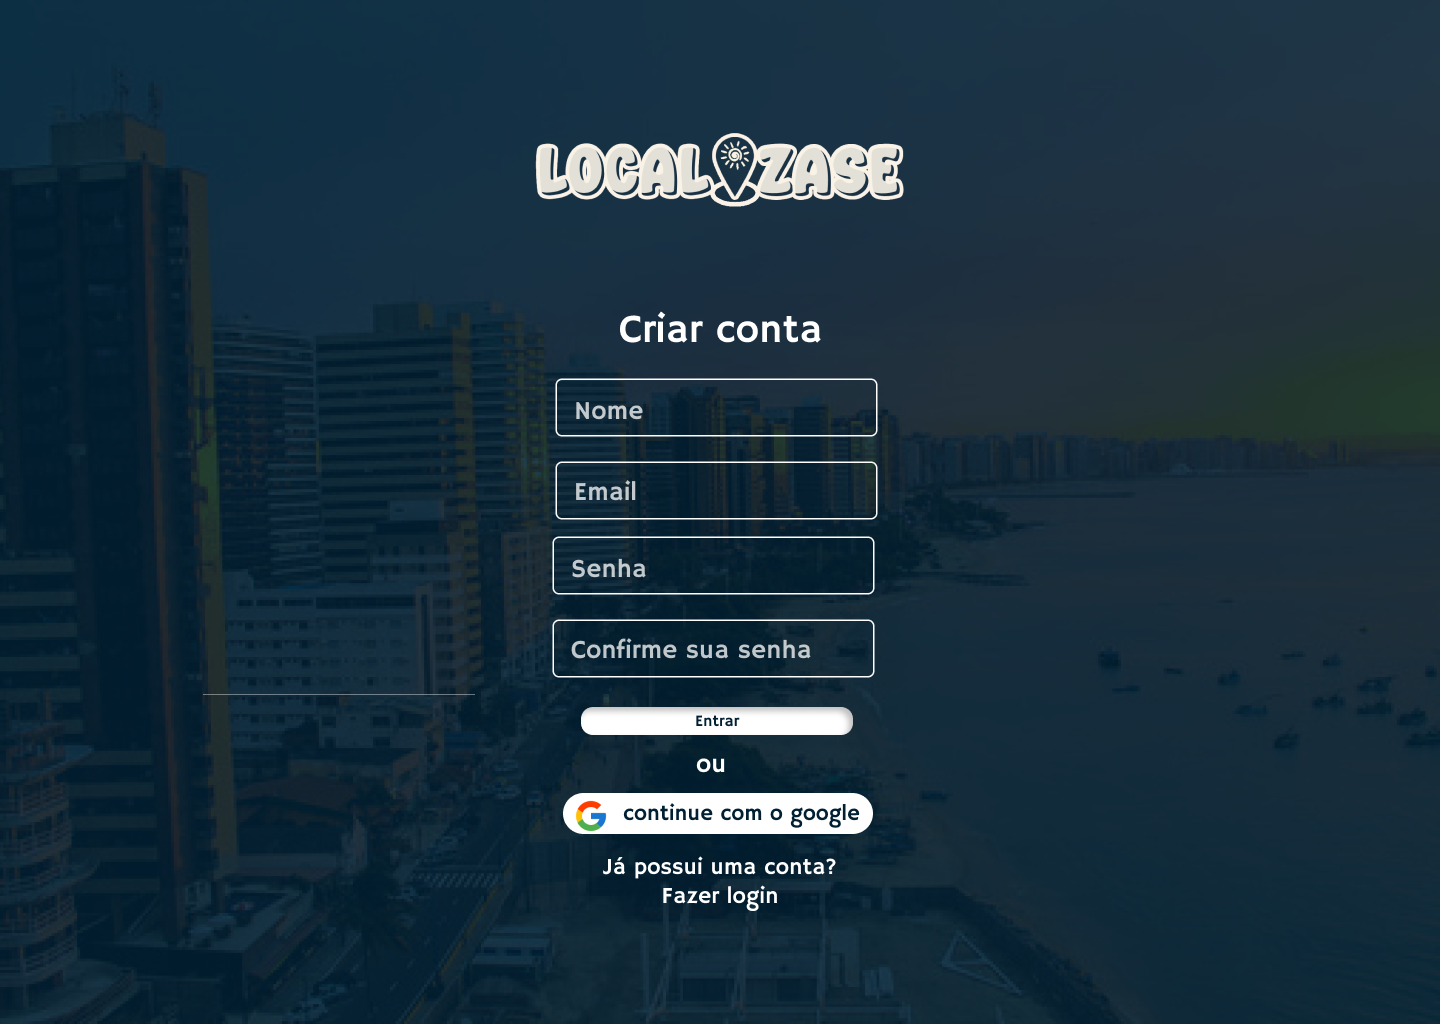 LOCALZASE
Criar conta
Nome
Email
Senha
Confirme sua senha
Entrar
ou
continue com o google
Já possui uma conta?
Fazer login